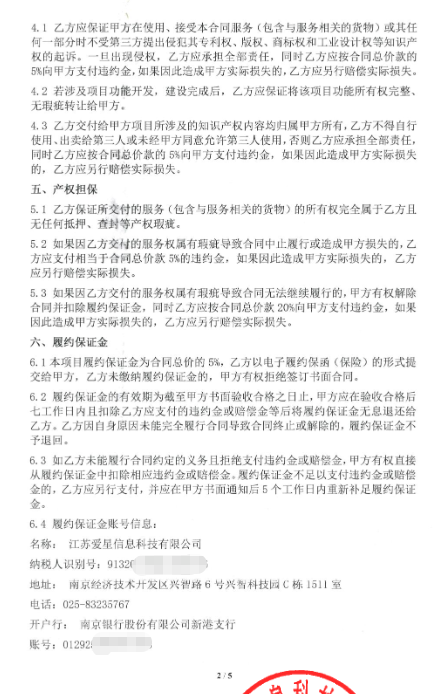 4.1 乙方应保证甲方在使用、接受本合同服务（包含与服务相关的货物）或其任
何一部分时不受第三方提出侵犯其专利权、版权、商标权和工业设计权等知识产
权的起诉。一旦出现侵权，乙方应承担全部责任，同时乙方应按合同总价款的
5%向甲方支付违约金，如果因此造成甲方实际损失的，乙方应另行赔偿实际损失。
4.2 若涉及项目功能开发，建设完成后，乙方应保证将该项目功能所有权完整、
无瑕疵转让给甲方。
4.3 乙方交付给甲方项目所涉及的知识产权内容均归属甲方所有，乙方不得自行
使用、出卖给第三人或未经甲方同意允许第三人使用，否则乙方应承担全部责任，
同时乙方应按合同总价款的 5%向甲方支付违约金，如果因此造成甲方实际损失
的，乙方应另行赔偿实际损失。
五、产权担保
5.1 乙方保证所交付的服务（包含与服务相关的货物）的所有权完全属于乙方且
无任何抵押、查封等产权瑕疵。
5.2 如果因乙方交付的服务权属有瑕疵导致合同中止履行或造成甲方损失的，乙
方应支付相当于合同总价款 5%的违约金，如果因此造成甲方实际损失的，乙方
应另行赔偿实际损失。
5.3 如果因乙方交付的服务权属有瑕疵导致合同无法继续履行的，甲方有权解除
合同并扣除履约保证金，同时乙方应按合同总价款 20%向甲方支付违约金，如果
因此造成甲方实际损失的，乙方应另行赔偿实际损失。
六、履约保证金
6.1 本项目履约保证金为合同总价的 5%，乙方以电子履约保函（保险）的形式提
交给甲方，乙方未缴纳履约保证金的，甲方有权拒绝签订书面合同。
6.2 履约保证金的有效期为截至甲方书面验收合格之日止，甲方应在验收合格后
七工作日内且扣除乙方应支付的违约金或赔偿金等后将履约保证金无息退还给
乙方。乙方因自身原因未能完全履行合同导致合同终止或解除的，履约保证金不
予退回。
6.3 如乙方未能履行合同约定的义务且拒绝支付违约金或赔偿金，甲方有权直接
从履约保证金中扣除相应违约金或赔偿金。履约保证金不足以支付违约金或赔偿
金的，乙方应另行支付，并应在甲方书面通知后 5 个工作日内重新补足履约保证
金。
6.4 履约保证金账号信息：
名称： 江苏爱星信息科技有限公司
纳税人识别号：91320
地址： 南京经济技术开发区兴智路 6 号兴智科技园 C 栋 1511 室
电话：025-83235767
开户行： 南京银行股份有限公司新港支行
账号：01292
2 / 5
息科技